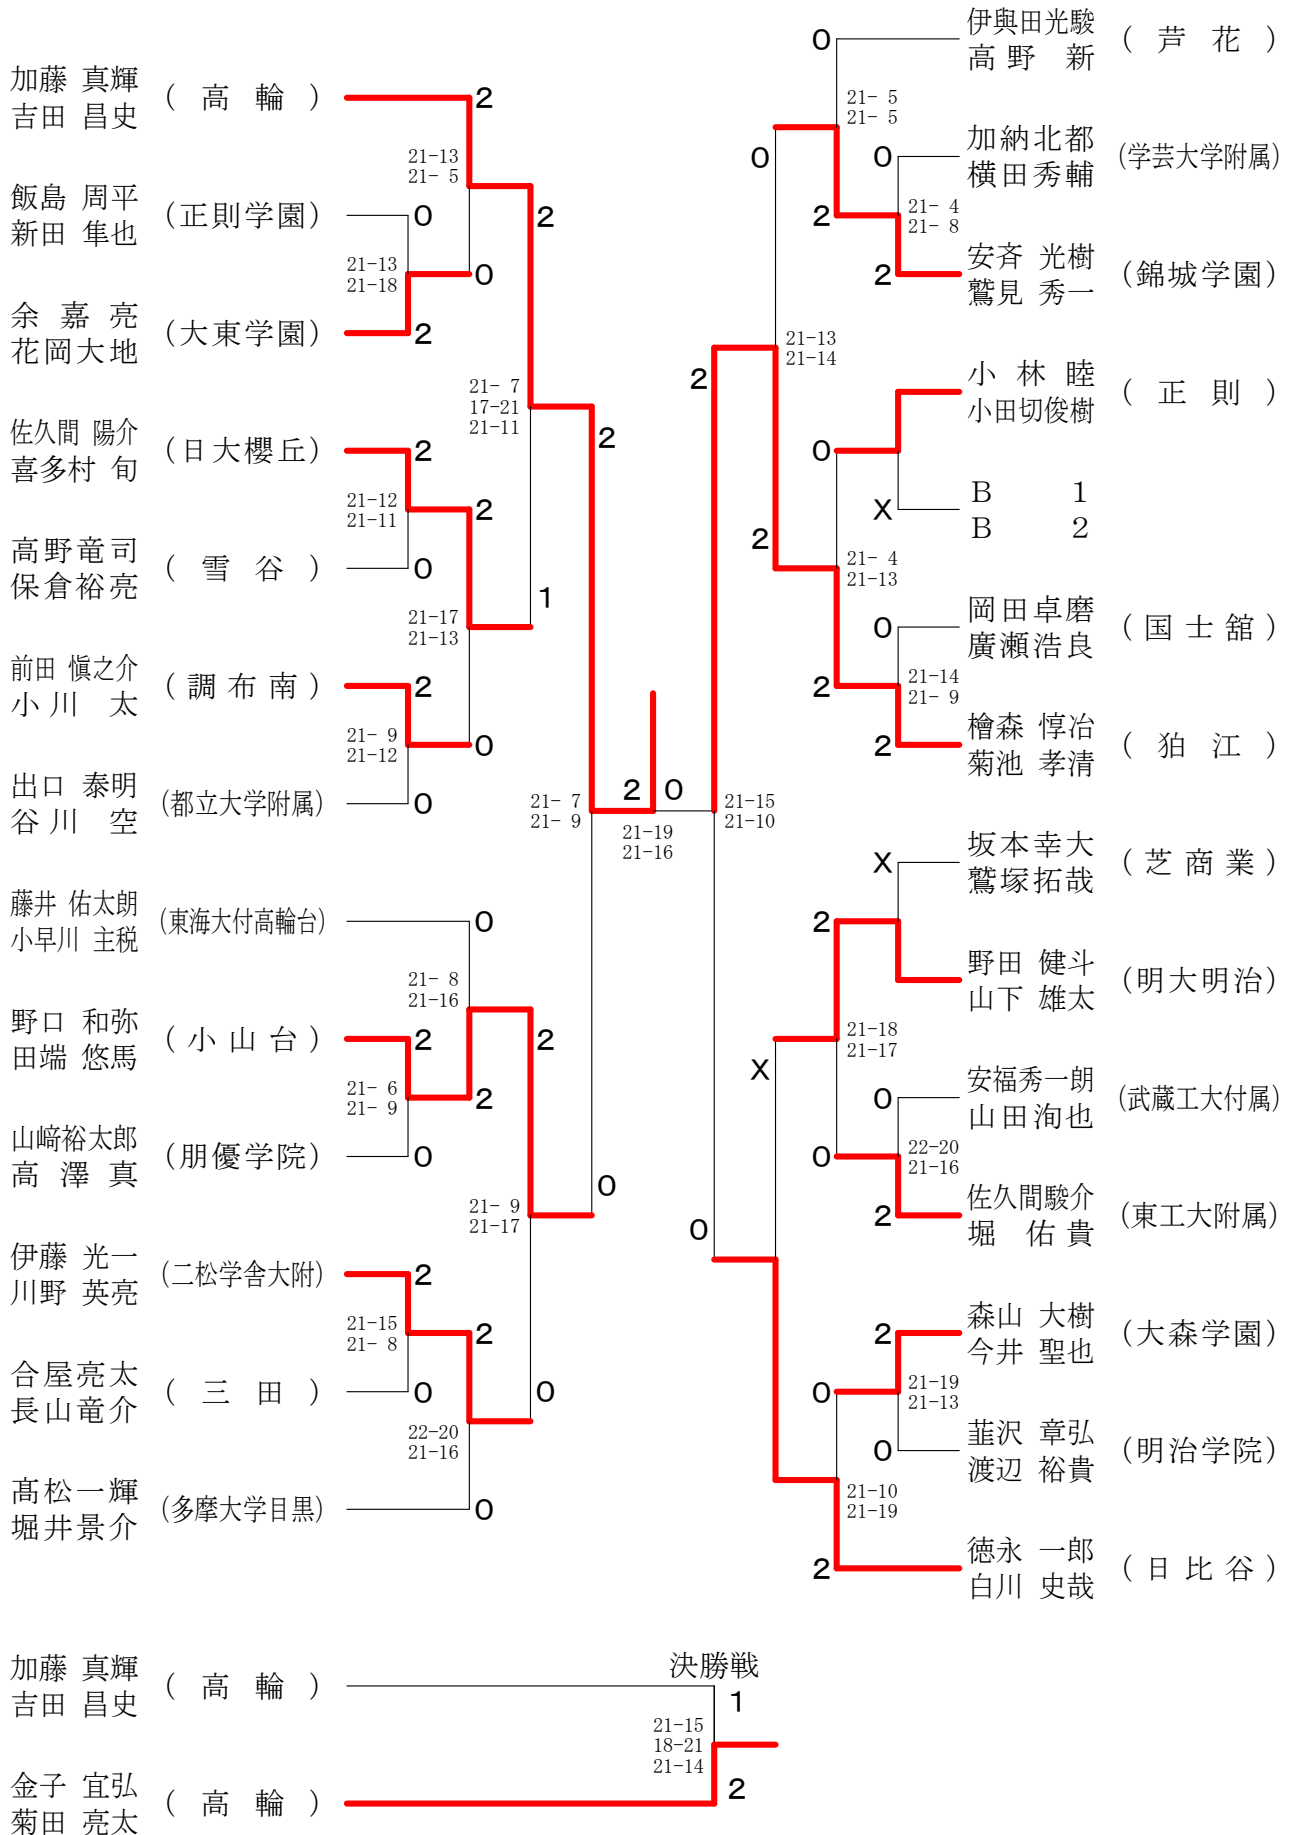 加藤 真輝
吉田 昌史
( 高 輪 )
2
21-13
21- 5
飯島 周平
新田 隼也
(正則学園)
0
2
21-13
21-18
0
余 嘉 亮
花岡大地
(大東学園)
2
21- 7
17-21
21-11
2
佐久間 陽介
喜多村 旬
(日大櫻丘)
2
21-12
21-11
2
高野竜司
保倉裕亮
( 雪 谷 )
0
1
21-17
21-13
前田 愼之介
小 川 太
(調布南)
2
21- 9
21-12
0
出口 泰明
谷 川 空
(都立大学附属)
0
21- 7
21- 9
2
0
21-19
21-16
藤井 佑太朗
小早川 主税
(東海大付高輪台)
0
21- 8
21-16
野口 和弥
田端 悠馬
(小山台)
2
2
21- 6
21- 9
2
山﨑裕太郎
高 澤 真
(朋優学院)
0
0
21- 9
21-17
伊藤 光一
川野 英亮
(二松学舎大附)
2
21-15
21- 8
2
合屋亮太
長山竜介
( 三 田 )
0
0
22-20
21-16
髙松一輝
堀井景介
(多摩大学目黒)
0
伊與田光駿
高 野 新
( 芦 花 )
0
21- 5
21- 5
加納北都
横田秀輔
(学芸大学附属)
0
0
21- 4
21- 8
2
安斉 光樹
鷲見 秀一
(錦城学園)
2
21-13
21-14
2
小 林 睦
小田切俊樹
( 正 則 )
0
B 1
B 2
X
2
21- 4
21-13
岡田卓磨
廣瀬浩良
(国士舘)
0
21-14
21- 9
2
檜森 惇冶
菊池 孝清
( 狛 江 )
2
21-15
21-10
坂本幸大
鷲塚拓哉
(芝商業)
X
2
野田 健斗
山下 雄太
(明大明治)
21-18
21-17
X
安福秀一朗
山田洵也
(武蔵工大付属)
0
22-20
21-16
0
佐久間駿介
堀 佑 貴
(東工大附属)
2
0
森山 大樹
今井 聖也
(大森学園)
2
21-19
21-13
0
韮沢 章弘
渡辺 裕貴
(明治学院)
0
21-10
21-19
徳永 一郎
白川 史哉
(日比谷)
2
決勝戦
加藤 真輝
吉田 昌史
( 高 輪 )
1
21-15
18-21
21-14
金子 宜弘
菊田 亮太
( 高 輪 )
2